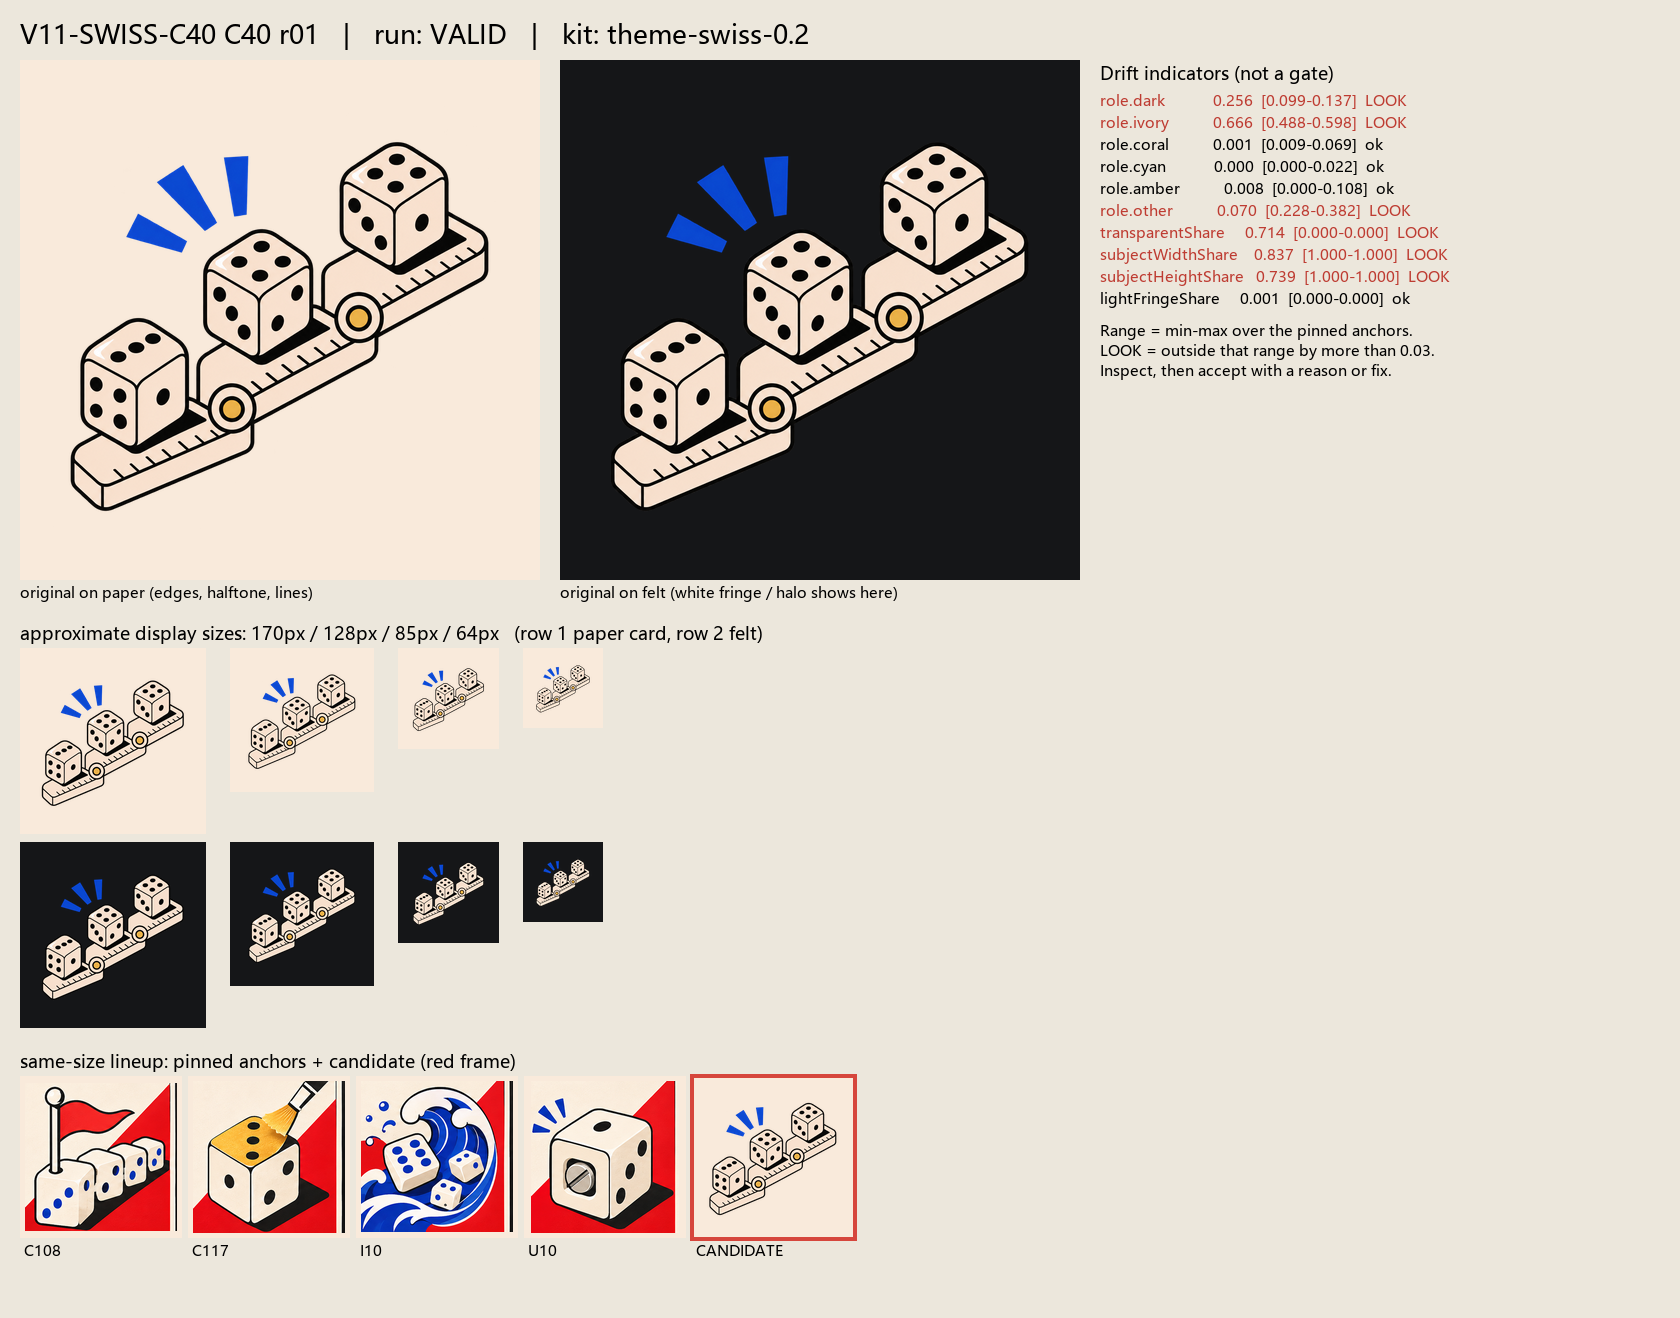 V11-SWISS-C40 C40 r01 | run: VALID | kit: theme-swiss-0.2
Drift indicators (not a gate)
role.dark 0.256 [0.099-0.137] LOOK
role.ivory 0.666 [0.488-0.598] LOOK
role.coral 0.001 [0.009-0.069] ok
role.cyan 0.000 [0.000-0.022] ok
role.amber 0.008 [0.000-0.108] ok
role.other 0.070 [0.228-0.382] LOOK
transparentShare 0.714 [0.000-0.000] LOOK
subjectWidthShare 0.837 [1.000-1.000] LOOK
subjectHeightShare 0.739 [1.000-1.000] LOOK
lightFringeShare 0.001 [0.000-0.000] ok
Range = min-max over the pinned anchors.
LOOK = outside that range by more than 0.03.
Inspect, then accept with a reason or fix.
original on paper (edges, halftone, lines)
original on felt (white fringe / halo shows here)
approximate display sizes: 170px / 128px / 85px / 64px (row 1 paper card, row 2 felt)
same-size lineup: pinned anchors + candidate (red frame)
C108
C117
I10
U10
CANDIDATE